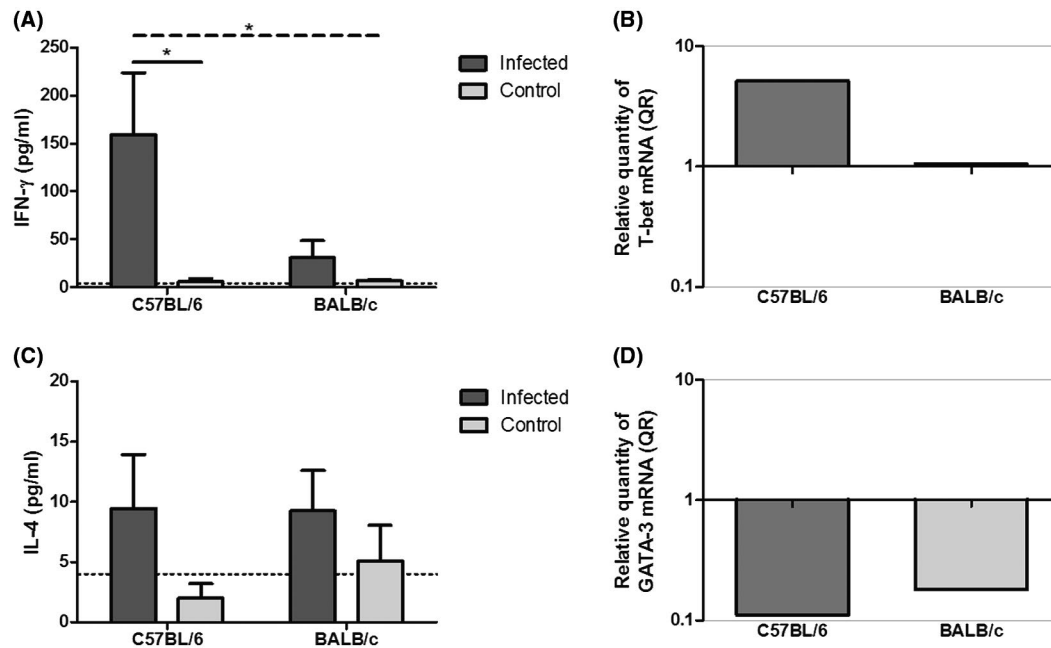 (A)
*
*
300
250
200
150
100
50
0
IFN-γ (pg/ml)
C57BL/6
BALB/c
Infected
Control
(B)
10
1
0.1
Relative quantity of
T-bet mRNA (QR)
C57BL/6
BALB/c
(C)
20
15
10
5
0
IL-4 (pg/ml)
C57BL/6
BALB/c
Infected
Control
(D)
10
1
0.1
Relative quantity of
GATA-3 mRNA (QR)
C57BL/6
BALB/c